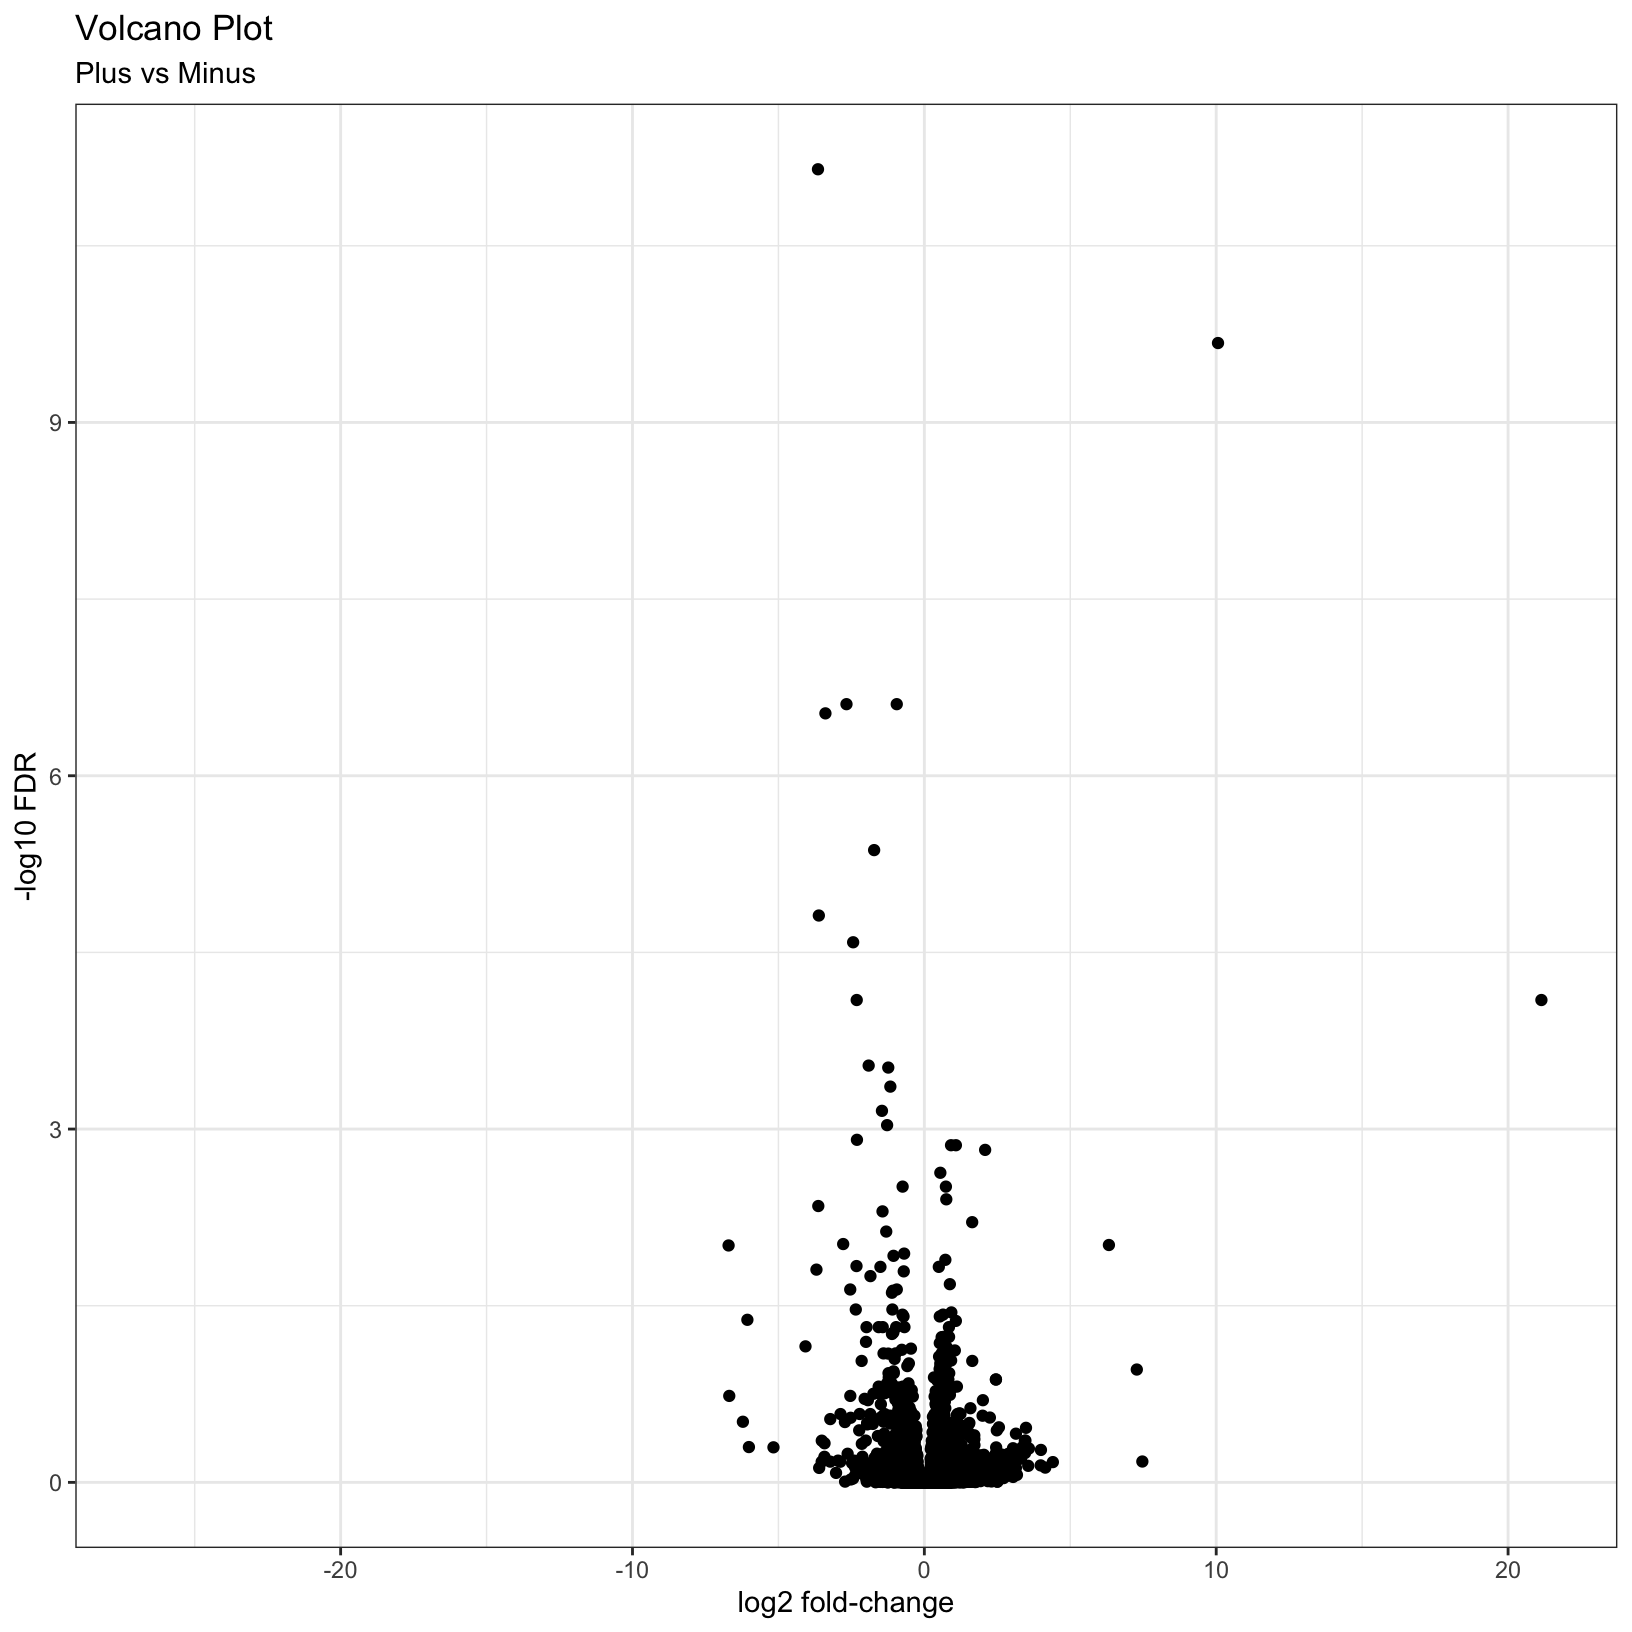 Volcano Plot
Plus vs Minus
-log10 FDR
9
6
3
0
-20 -10 0 10 20
log2 fold-change